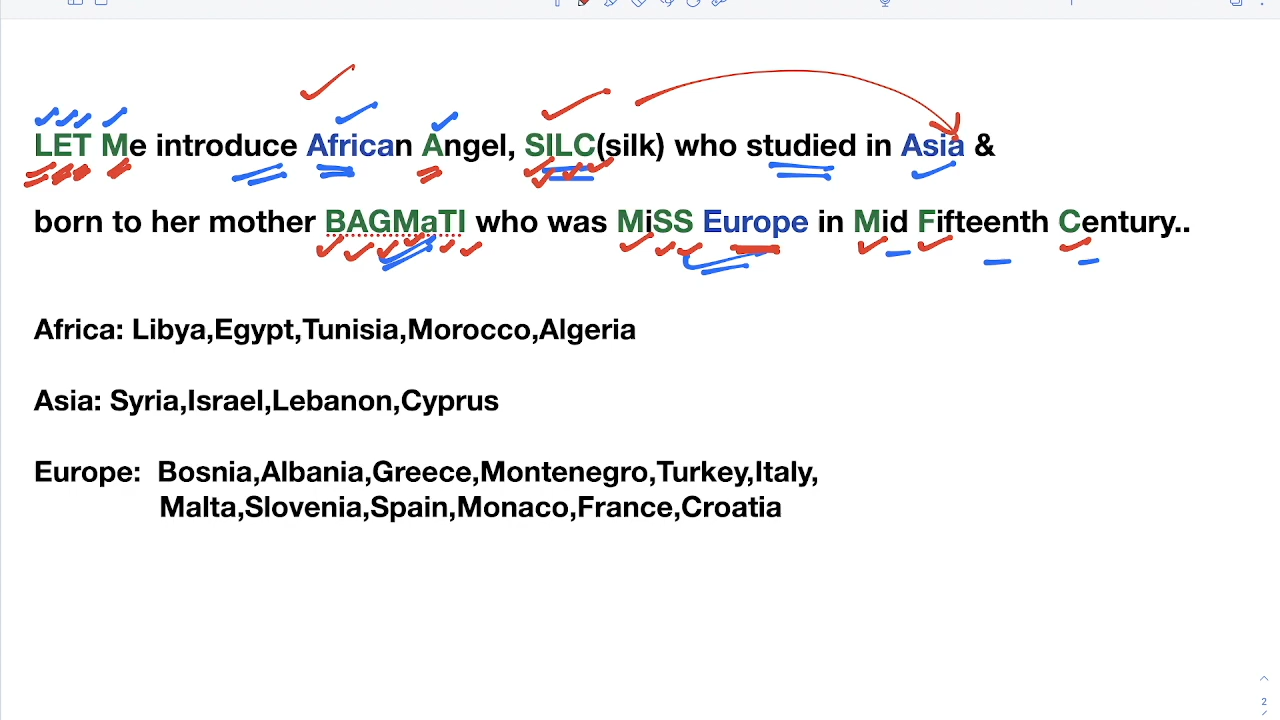 LET Me introduce African Angel, SILC(silk) who studied in Asia &
born to her mother BAGMaTI who was MiSS Europe in Mid Fifteenth Century..
Africa: Libya,Egypt,Tunisia,Morocco,Algeria
Asia: Syria,Israel,Lebanon,Cyprus
Europe: Bosnia,Albania,Greece,Montenegro,Turkey,Italy,
Malta,Slovenia,Spain,Monaco,France,Croatia
2